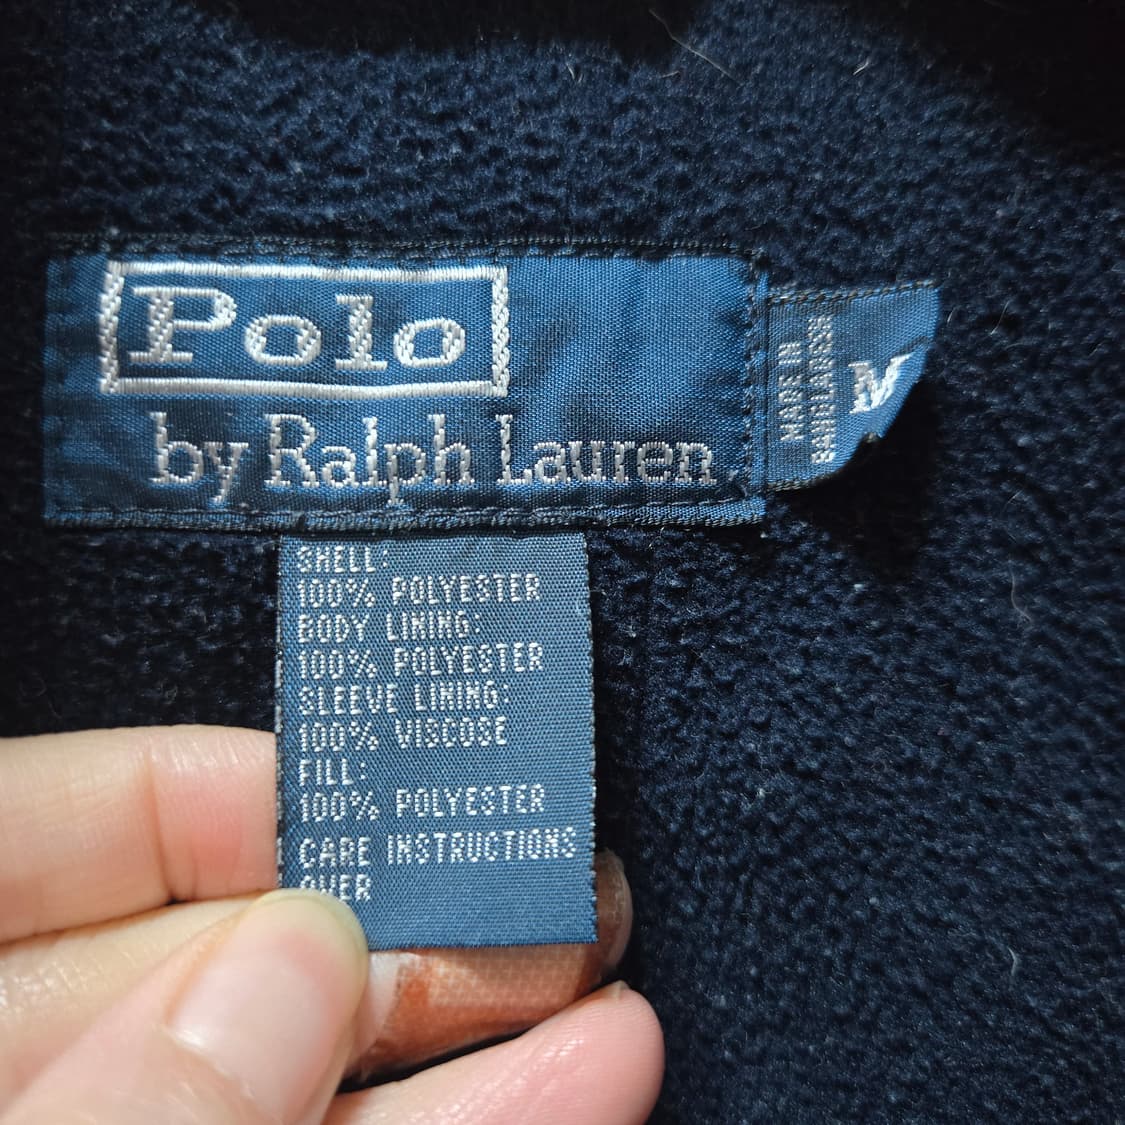 Polo
by Ralph Lauren
MADE IN
M
SHELL:
100% POLYESTER
BODY LINING:
100% POLYESTER
SLEEVE LINING:
100% VISCOSE
FILL:
100% POLYESTER
CARE INSTRUCTIONS
OVER